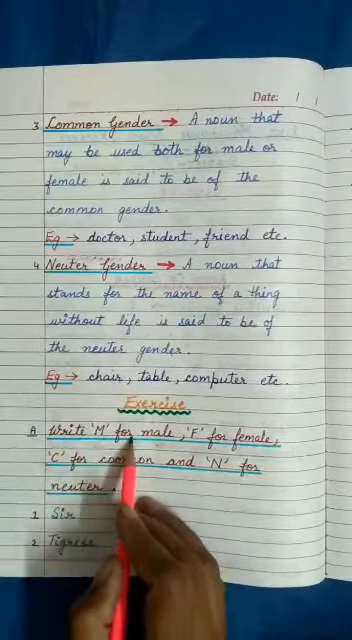 Date: / /
3 Common Gender → A noun that
may be used both for male or
female is said to be of the
common gender.
Eg → doctor, student, friend etc.
4 Neuter Gender → A noun that
stands for the name of a thing
without life is said to be of
the neuter gender.
Eg → chair, table, computer etc.
Exercise
A Write 'M' for male, 'F' for female,
'C' for common and 'N' for
neuter.
1 Sir
2 Tigress